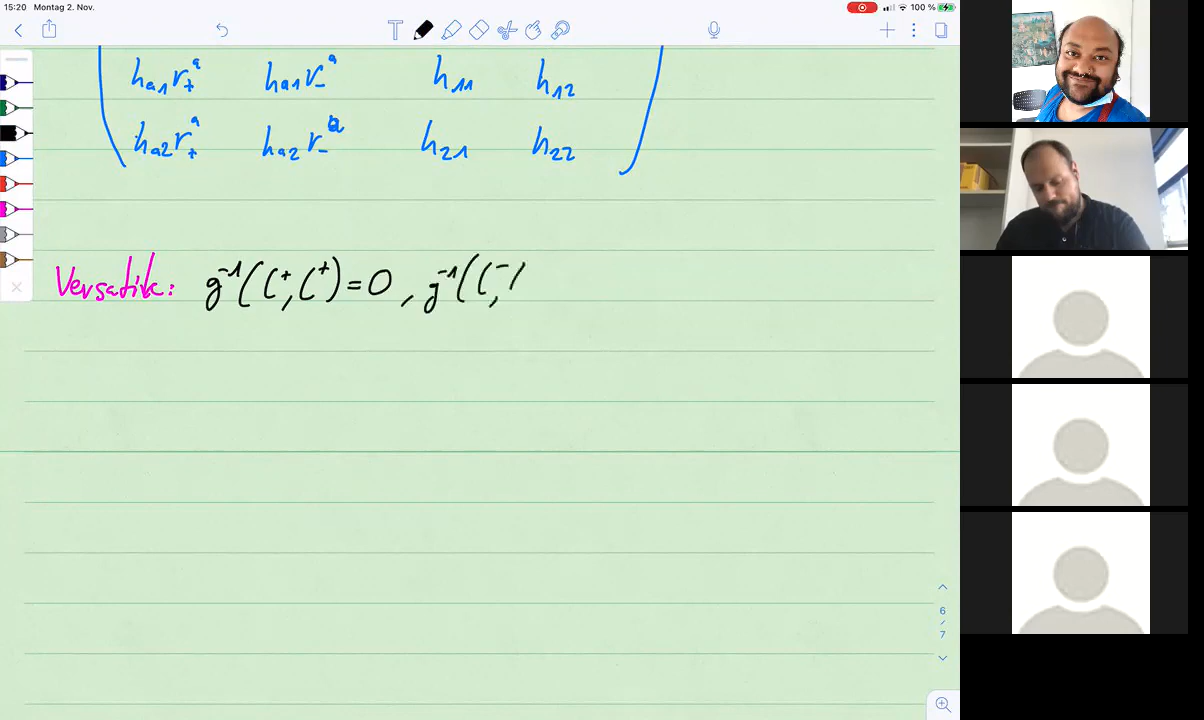 15:20 Montag 2. Nov. 100 %
h_{a1} r_+^a h_{a1} r_-^a h_{11} h_{12}
h_{a2} r_+^a h_{a2} r_-^a h_{21} h_{22}
g^{-1}(C^+, C^+) = 0, g^{-1}(C^-,
6
/
7